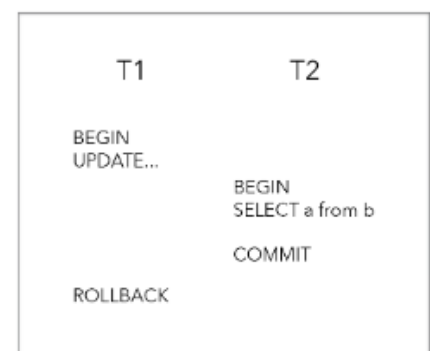 T1 T2
BEGIN
UPDATE...
BEGIN
SELECT a from b
COMMIT
ROLLBACK